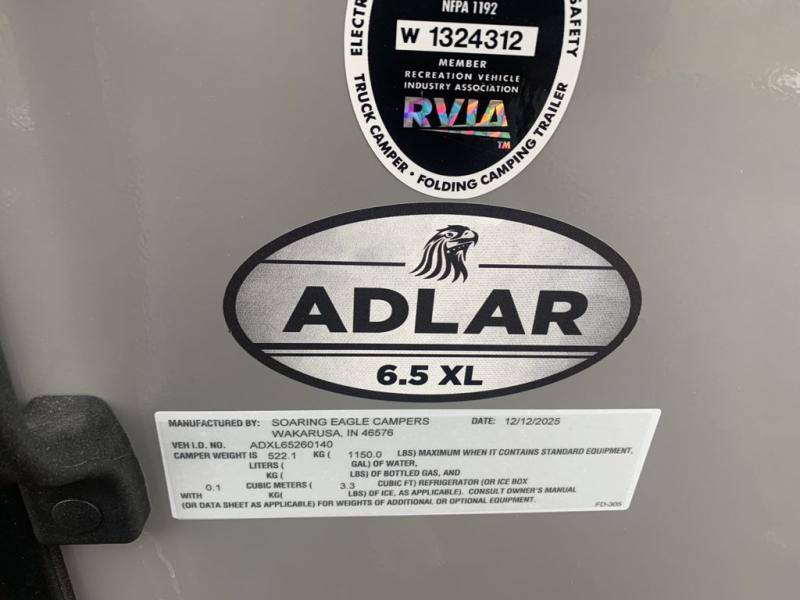 NFPA 1192
W 1324312
MEMBER
RECREATION VEHICLE
INDUSTRY ASSOCIATION
RVIA
TM
ELECTR
TRUCK CAMPER • FOLDING CAMPING TRAILER
SAFETY
ADLAR
6.5 XL
MANUFACTURED BY: SOARING EAGLE CAMPERS DATE: 12/12/2025
WAKARUSA, IN 46576
VEH I.D. NO. ADXL65260140
CAMPER WEIGHT IS 522.1 KG ( 1150.0 LBS) MAXIMUM WHEN IT CONTAINS STANDARD EQUIPMENT,
LITERS ( GAL) OF WATER,
KG ( LBS) OF BOTTLED GAS, AND
0.1 CUBIC METERS ( 3.3 CUBIC FT) REFRIGERATOR (OR ICE BOX
WITH KG( LBS) OF ICE, AS APPLICABLE). CONSULT OWNER'S MANUAL
(OR DATA SHEET AS APPLICABLE) FOR WEIGHTS OF ADDITIONAL OR OPTIONAL EQUIPMENT.
FD-305